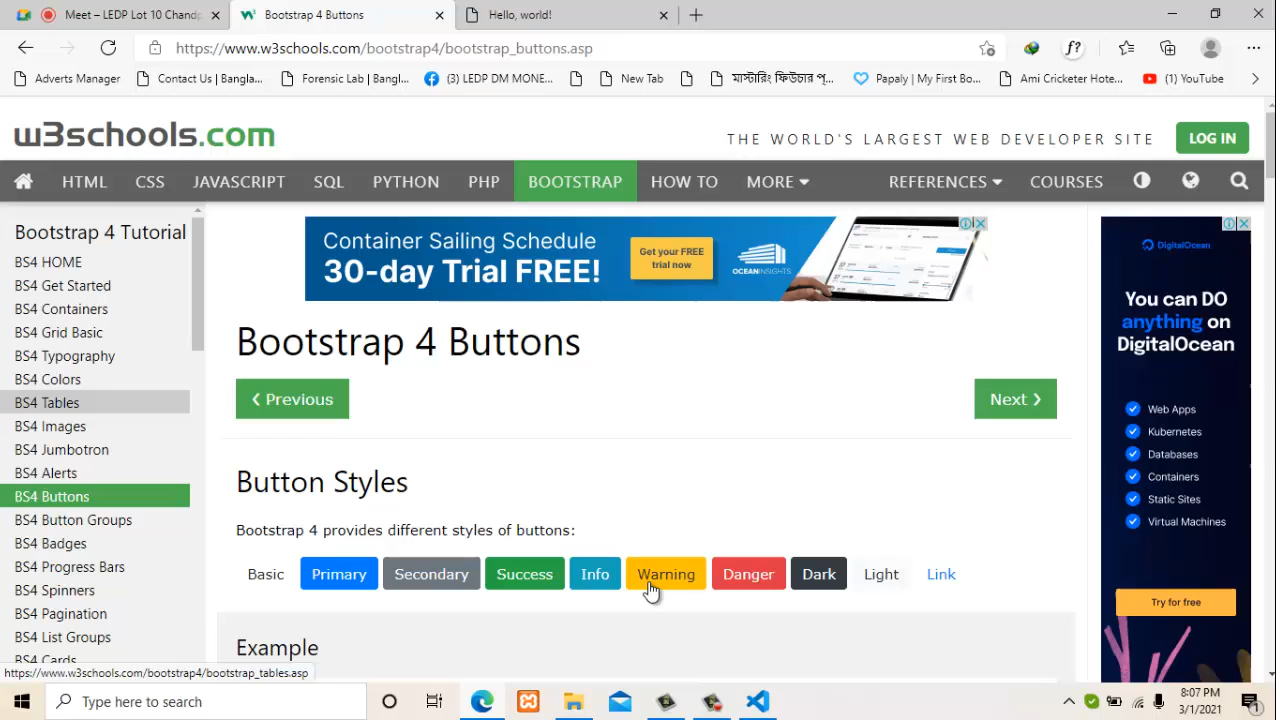 Meet – LEDP Lot 10 Chandp
Bootstrap 4 Buttons
Hello, world!
https://www.w3schools.com/bootstrap4/bootstrap_buttons.asp
Adverts Manager
Contact Us | Bangla...
Forensic Lab | Bangl...
(3) LEDP DM MONE...
New Tab
মাস্টারিং ফিউচার প্...
Papaly | My First Bo...
Ami Cricketer Hote...
(1) YouTube
w3schools.com
THE WORLD'S LARGEST WEB DEVELOPER SITE
LOG IN
HTML
CSS
JAVASCRIPT
SQL
PYTHON
PHP
BOOTSTRAP
HOW TO
MORE
REFERENCES
COURSES
Bootstrap 4 Tutorial
BS4 HOME
BS4 Get Started
BS4 Containers
BS4 Grid Basic
BS4 Typography
BS4 Colors
BS4 Tables
BS4 Images
BS4 Jumbotron
BS4 Alerts
BS4 Buttons
BS4 Button Groups
BS4 Badges
BS4 Progress Bars
BS4 Spinners
BS4 Pagination
BS4 List Groups
BS4 Cards
Container Sailing Schedule
30-day Trial FREE!
Get your FREE
trial now
OCEANINSIGHTS
Bootstrap 4 Buttons
❮ Previous
Next ❯
Button Styles
Bootstrap 4 provides different styles of buttons:
Basic
Primary
Secondary
Success
Info
Warning
Danger
Dark
Light
Link
Example
DigitalOcean
You can DO
anything on
DigitalOcean
Web Apps
Kubernetes
Databases
Containers
Static Sites
Virtual Machines
Try for free
https://www.w3schools.com/bootstrap4/bootstrap_tables.asp
Type here to search
8:07 PM
3/1/2021